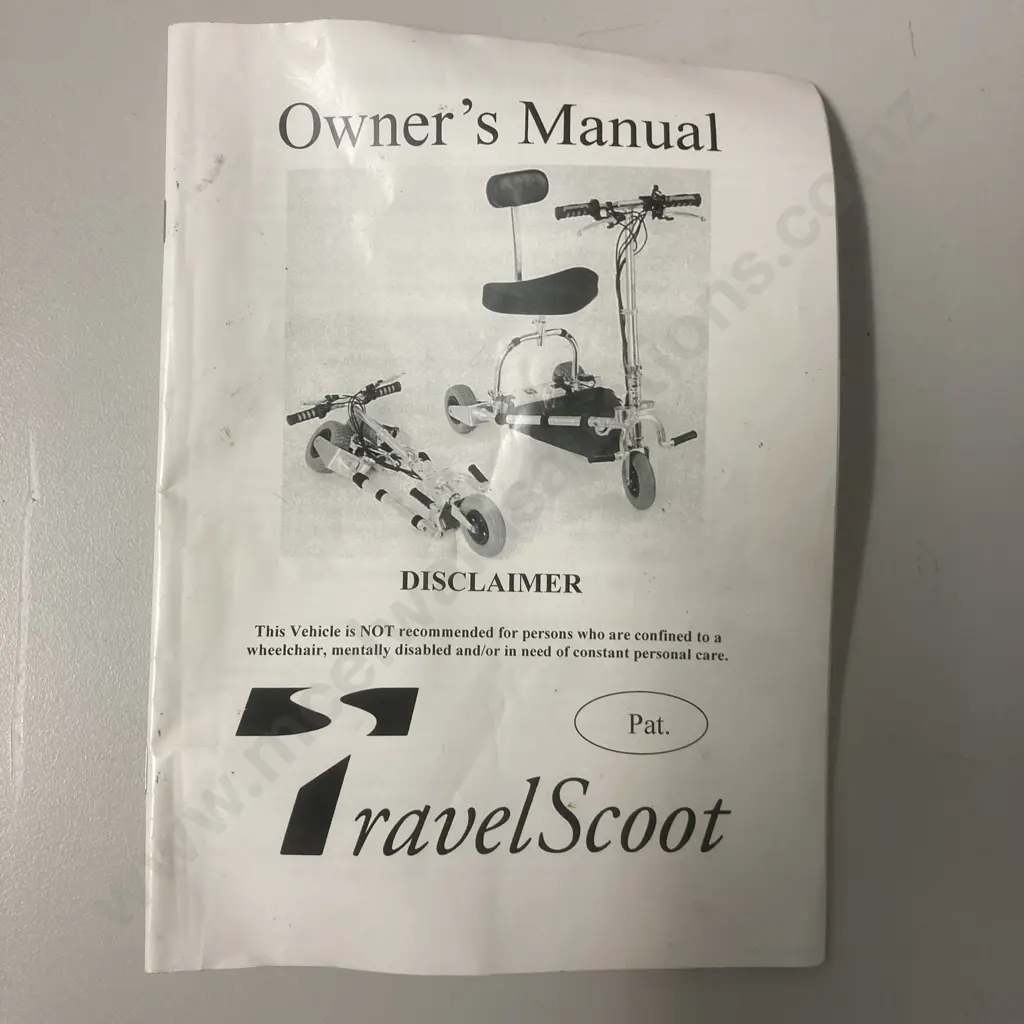 Owner's Manual
DISCLAIMER
This Vehicle is NOT recommended for persons who are confined to a
wheelchair, mentally disabled and/or in need of constant personal care.
Pat.
TravelScoot